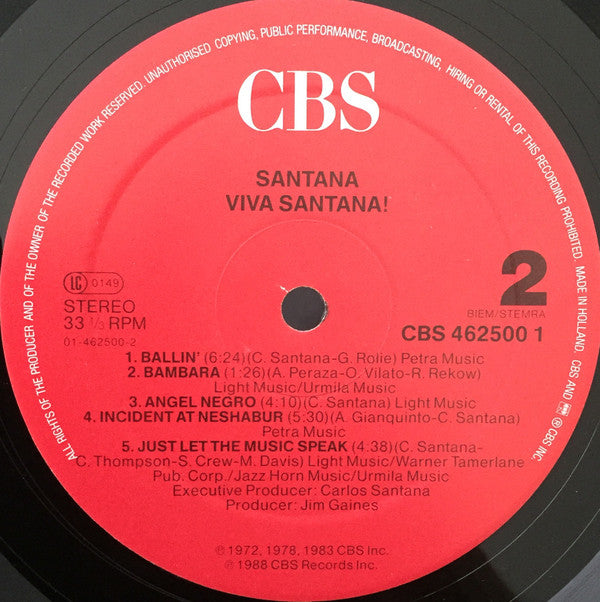 ALL RIGHTS OF THE PRODUCER AND OF THE OWNER OF THE RECORDED WORK RESERVED. UNAUTHORISED COPYING, PUBLIC PERFORMANCE, BROADCASTING, HIRING OR RENTAL OF THIS RECORDING PROHIBITED. MADE IN HOLLAND. CBS AND ℗ © CBS INC.
CBS
SANTANA
VIVA SANTANA!
2
LC 0149
STEREO
33 1/3 RPM
01-462500-2
BIEM/STEMRA
CBS 462500 1
1. BALLIN' (6:24)(C. Santana-G. Rolie) Petra Music
2. BAMBARA (1:26)(A. Peraza-O. Vilato-R. Rekow)
Light Music/Urmila Music
3. ANGEL NEGRO (4:10)(C. Santana) Light Music
4. INCIDENT AT NESHABUR (5:30)(A. Gianquinto-C. Santana)
Petra Music
5. JUST LET THE MUSIC SPEAK (4.38)(C. Santana-
C. Thompson-S. Crew-M. Davis) Light Music/Warner Tamerlane
Pub. Corp./Jazz Horn Music/Urmila Music
Executive Producer: Carlos Santana
Producer: Jim Gaines
℗ 1972, 1978, 1983 CBS Inc.
℗ 1988 CBS Records Inc.